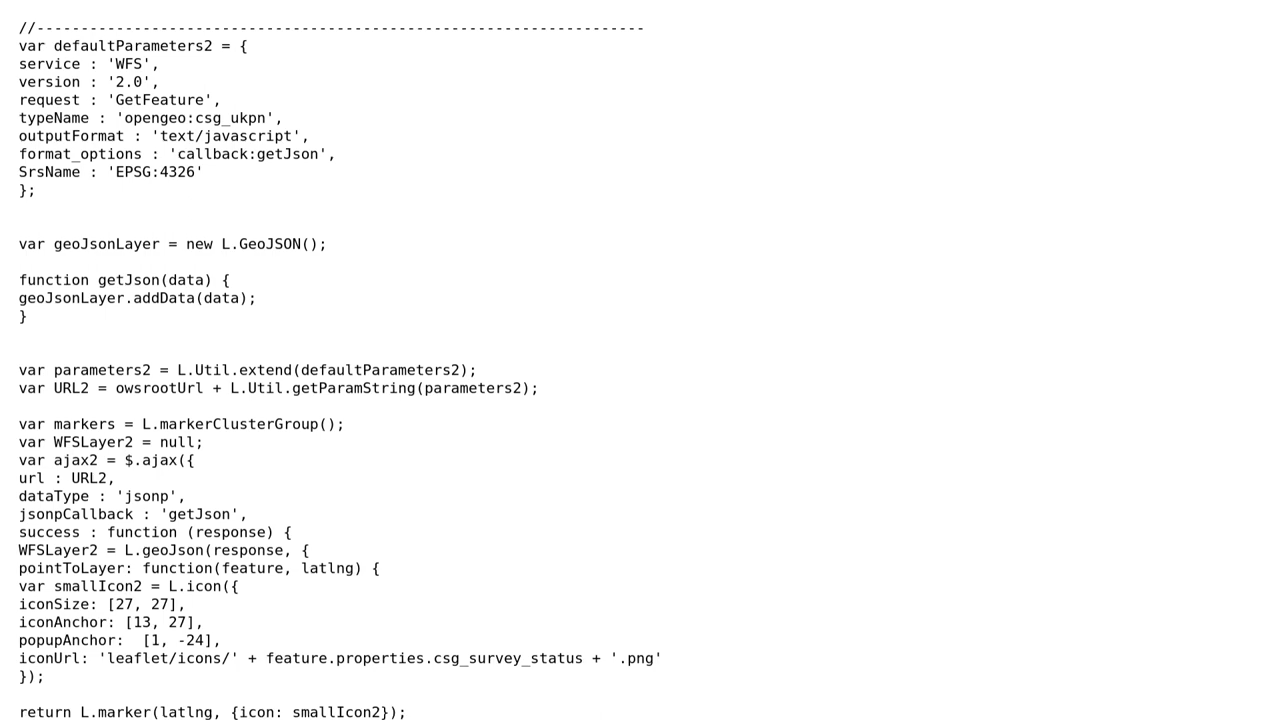 //---------------------------------------------------------------------
var defaultParameters2 = {
service : 'WFS',
version : '2.0',
request : 'GetFeature',
typeName : 'opengeo:csg_ukpn',
outputFormat : 'text/javascript',
format_options : 'callback:getJson',
SrsName : 'EPSG:4326'
};
var geoJsonLayer = new L.GeoJSON();
function getJson(data) {
geoJsonLayer.addData(data);
}
var parameters2 = L.Util.extend(defaultParameters2);
var URL2 = owsrootUrl + L.Util.getParamString(parameters2);
var markers = L.markerClusterGroup();
var WFSLayer2 = null;
var ajax2 = $.ajax({
url : URL2,
dataType : 'jsonp',
jsonpCallback : 'getJson',
success : function (response) {
WFSLayer2 = L.geoJson(response, {
pointToLayer: function(feature, latlng) {
var smallIcon2 = L.icon({
iconSize: [27, 27],
iconAnchor: [13, 27],
popupAnchor:  [1, -24],
iconUrl: 'leaflet/icons/' + feature.properties.csg_survey_status + '.png'
});
return L.marker(latlng, {icon: smallIcon2});